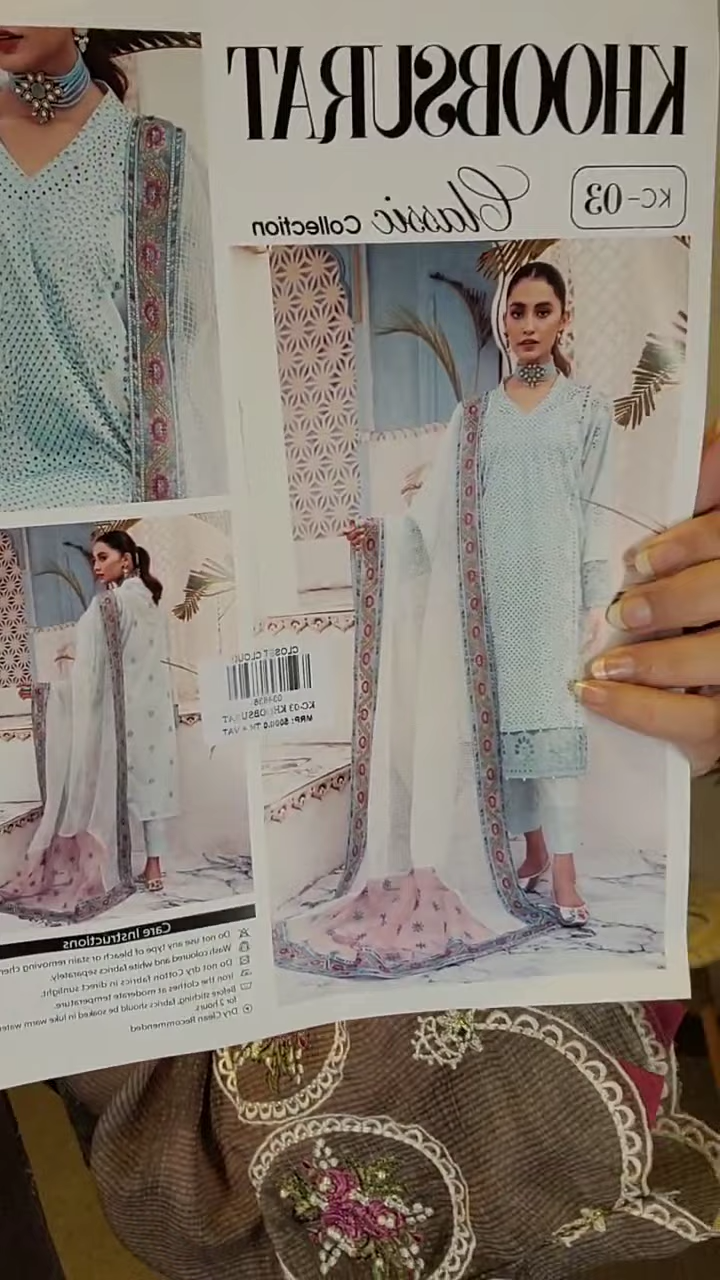 KHOOBSURAT
KC-03
Classic Collection
CLOSET CLOUD
KC-03 KHOOBSURAT
Care Instructions
Do not use any type of bleach or stain removing
Wash coloured and white fabrics separately.
Do not dry Cotton fabrics in direct sunlight.
Iron the clothes at moderate temperature.
Before stiching, fabrics should be soaked in luke warm water
for 2 hours.
Dry Clean Recommended